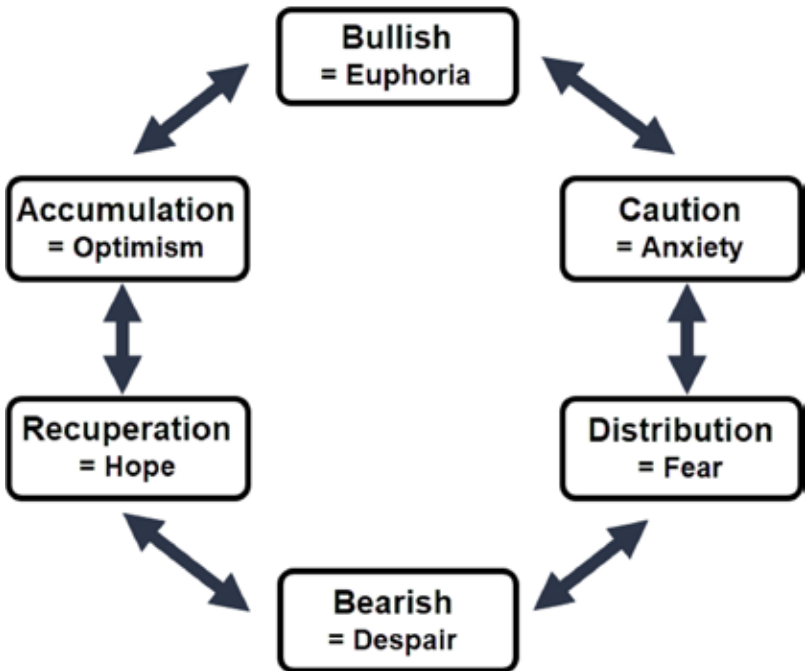 Bullish
= Euphoria
Accumulation
= Optimism
Caution
= Anxiety
Recuperation
= Hope
Distribution
= Fear
Bearish
= Despair